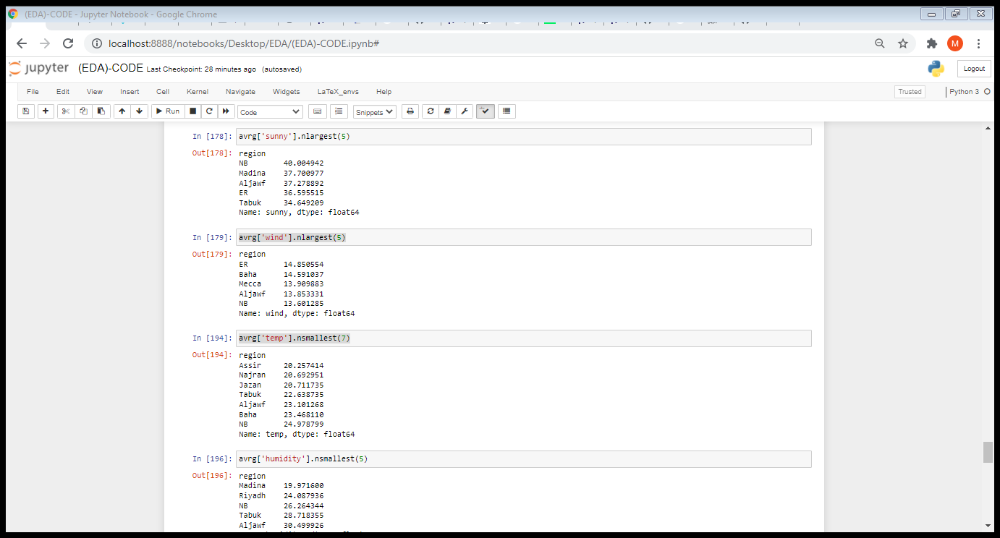 (EDA)-CODE - Jupyter Notebook - Google Chrome
localhost:8888/notebooks/Desktop/EDA/(EDA)-CODE.ipynb#
M
jupyter (EDA)-CODE Last Checkpoint: 28 minutes ago (autosaved)
Logout
File Edit View Insert Cell Kernel Navigate Widgets LaTeX_envs Help
Trusted Python 3
Run Code Snippets
In [178]: avrg['sunny'].nlargest(5)
Out[178]: region
NB 40.004942
Madina 37.700977
Aljawf 37.278892
ER 36.595515
Tabuk 34.649209
Name: sunny, dtype: float64
In [179]: avrg['wind'].nlargest(5)
Out[179]: region
ER 14.850554
Baha 14.591037
Mecca 13.909883
Aljawf 13.853331
NB 13.601285
Name: wind, dtype: float64
In [194]: avrg['temp'].nsmallest(7)
Out[194]: region
Assir 20.257414
Najran 20.692951
Jazan 20.711735
Tabuk 22.638735
Aljawf 23.101268
Baha 23.468110
NB 24.978799
Name: temp, dtype: float64
In [196]: avrg['humidity'].nsmallest(5)
Out[196]: region
Madina 19.971600
Riyadh 24.087936
NB 26.264344
Tabuk 28.718355
Aljawf 30.499926